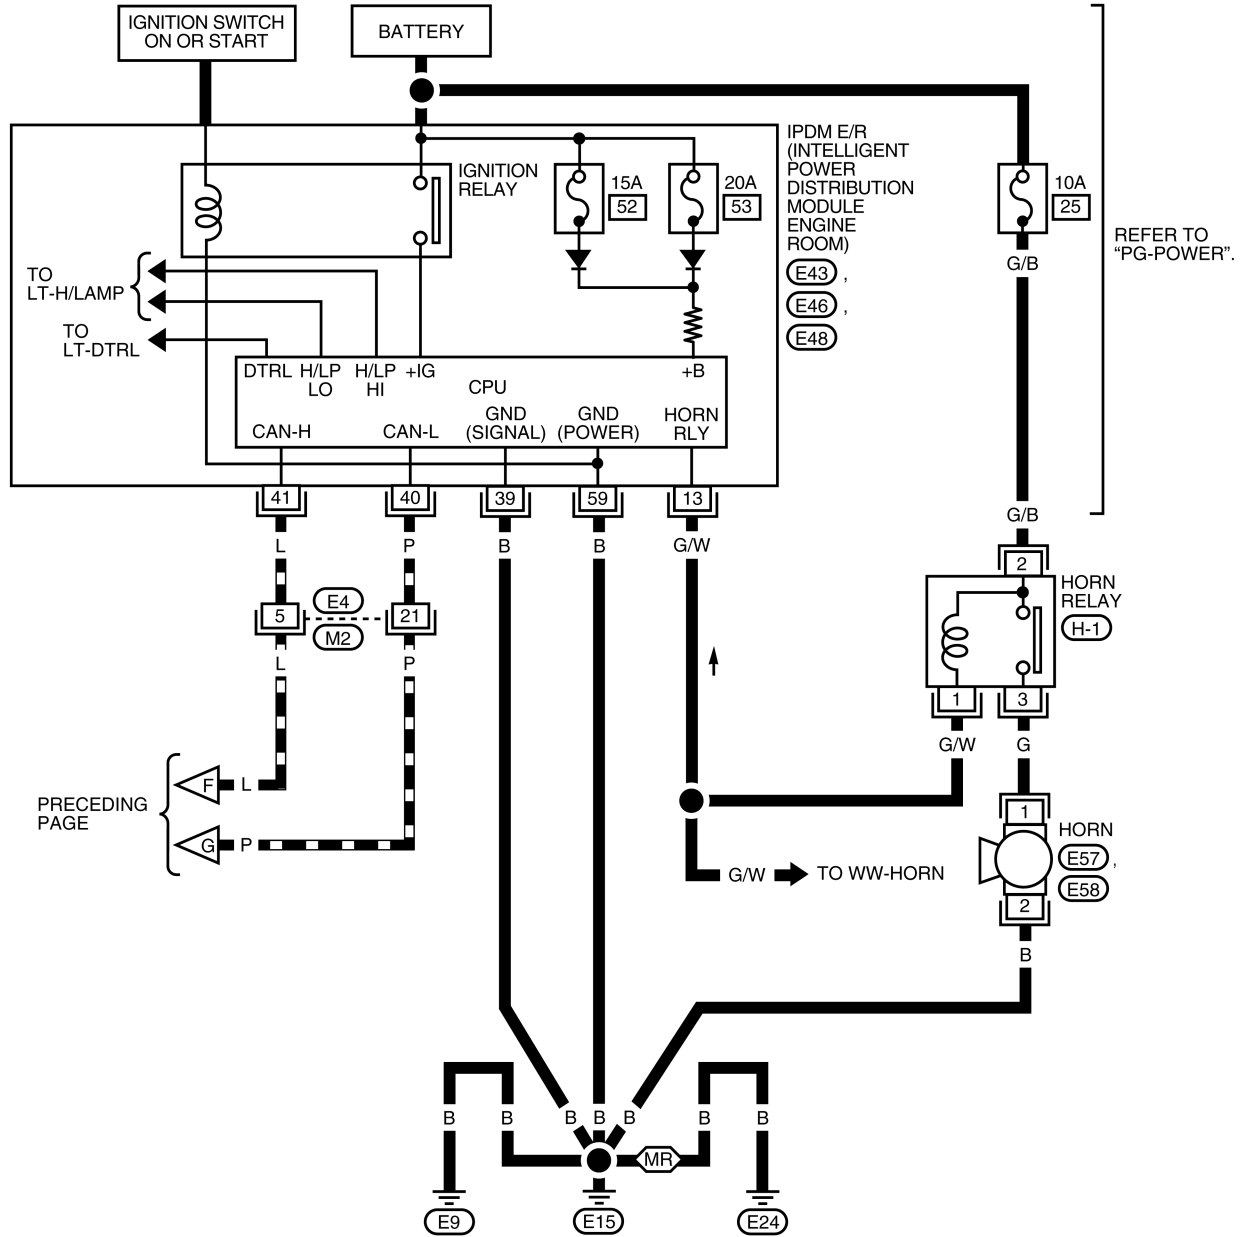 IGNITION SWITCH
ON OR START
BATTERY
IPDM E/R
(INTELLIGENT
POWER
DISTRIBUTION
MODULE
ENGINE
ROOM)
E43 ,
E46 ,
E48
IGNITION
RELAY
15A
52
20A
53
10A
25
G/B
REFER TO
“PG-POWER”.
TO
LT-H/LAMP
TO
LT-DTRL
DTRL
H/LP
LO
H/LP
HI
+IG
CPU
+B
CAN-H
CAN-L
GND
(SIGNAL)
GND
(POWER)
HORN
RLY
41
40
39
59
13
G/B
L
P
B
B
G/W
2
HORN
RELAY
H-1
5
E4
M2
21
L
P
1
3
G/W
G
F
L
G
P
PRECEDING
PAGE
1
HORN
E57 ,
E58
2
G/W
TO WW-HORN
B
B
B
B
B
B
B
B
MR
E9
E15
E24